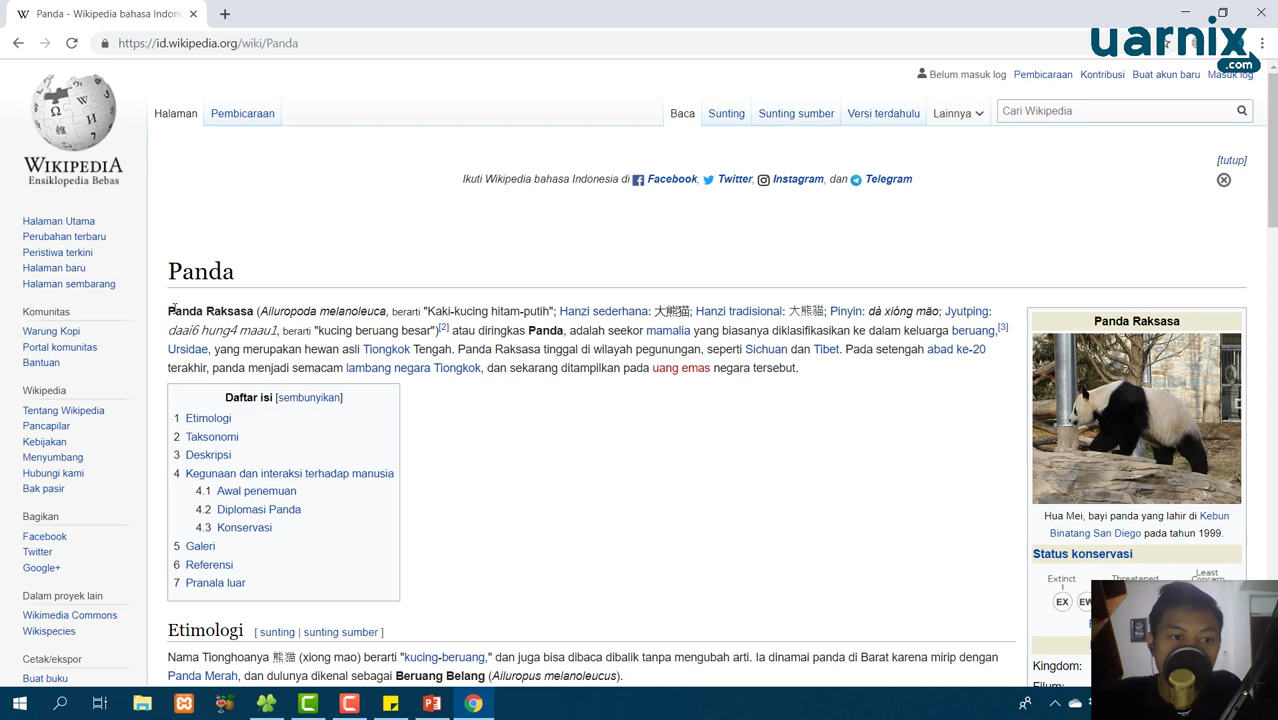 Panda - Wikipedia bahasa Indon
https://id.wikipedia.org/wiki/Panda
uarnix
.com
Belum masuk log Pembicaraan Kontribusi Buat akun baru Masuk log
WIKIPEDIA
Ensiklopedia Bebas
Halaman Pembicaraan Baca Sunting Sunting sumber Versi terdahulu Lainnya Cari Wikipedia
[tutup]
Ikuti Wikipedia bahasa Indonesia di Facebook, Twitter, Instagram, dan Telegram
Halaman Utama
Perubahan terbaru
Peristiwa terkini
Halaman baru
Halaman sembarang
Komunitas
Warung Kopi
Portal komunitas
Bantuan
Wikipedia
Tentang Wikipedia
Pancapilar
Kebijakan
Menyumbang
Hubungi kami
Bak pasir
Bagikan
Facebook
Twitter
Google+
Dalam proyek lain
Wikimedia Commons
Wikispecies
Cetak/ekspor
Buat buku
Panda
Panda Raksasa (Ailuropoda melanoleuca, berarti "Kaki-kucing hitam-putih"; Hanzi sederhana: 大熊猫; Hanzi tradisional: 大熊貓; Pinyin: dà xióng māo; Jyutping:
daai6 hung4 maau1, berarti "kucing beruang besar")[2] atau diringkas Panda, adalah seekor mamalia yang biasanya diklasifikasikan ke dalam keluarga beruang,[3]
Ursidae, yang merupakan hewan asli Tiongkok Tengah. Panda Raksasa tinggal di wilayah pegunungan, seperti Sichuan dan Tibet. Pada setengah abad ke-20
terakhir, panda menjadi semacam lambang negara Tiongkok, dan sekarang ditampilkan pada uang emas negara tersebut.
Daftar isi [sembunyikan]
1 Etimologi
2 Taksonomi
3 Deskripsi
4 Kegunaan dan interaksi terhadap manusia
4.1 Awal penemuan
4.2 Diplomasi Panda
4.3 Konservasi
5 Galeri
6 Referensi
7 Pranala luar
Etimologi [ sunting | sunting sumber ]
Nama Tionghoanya 熊猫 (xiong mao) berarti "kucing-beruang," dan juga bisa dibaca dibalik tanpa mengubah arti. Ia dinamai panda di Barat karena mirip dengan
Panda Merah, dan dulunya dikenal sebagai Beruang Belang (Ailuropus melanoleucus).
Panda Raksasa
Hua Mei, bayi panda yang lahir di Kebun
Binatang San Diego pada tahun 1999.
Status konservasi
Extinct Threatened Least
Concern
EX EW
Kingdom:
Filum: